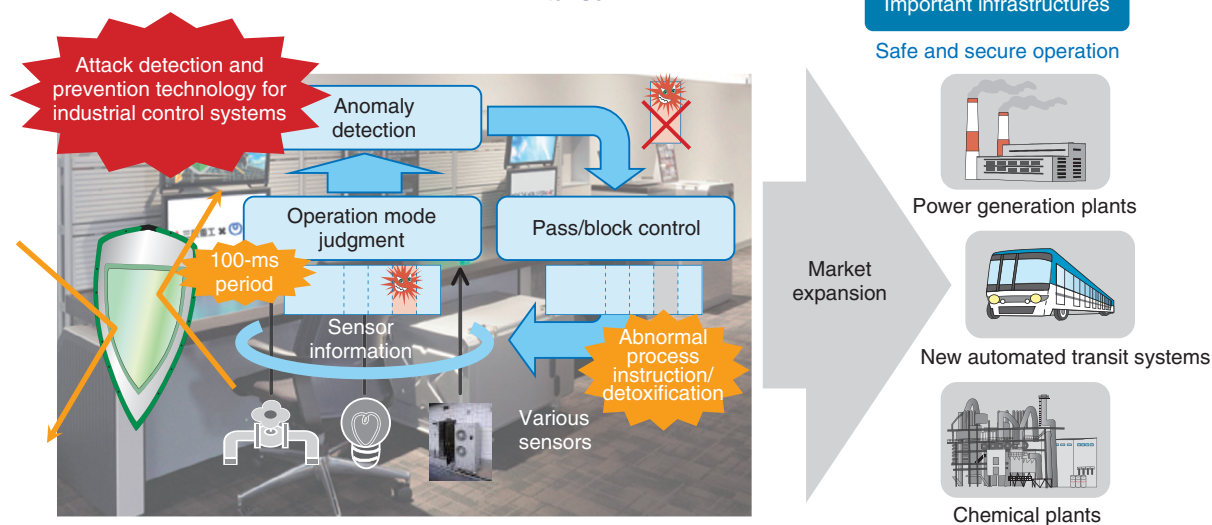 Important infrastructures
Safe and secure operation
Attack detection and
prevention technology for
industrial control systems
Anomaly
detection
Operation mode
judgment
Pass/block control
100-ms
period
Sensor
information
Abnormal
process
instruction/
detoxification
Various
sensors
Market
expansion
Power generation plants
New automated transit systems
Chemical plants